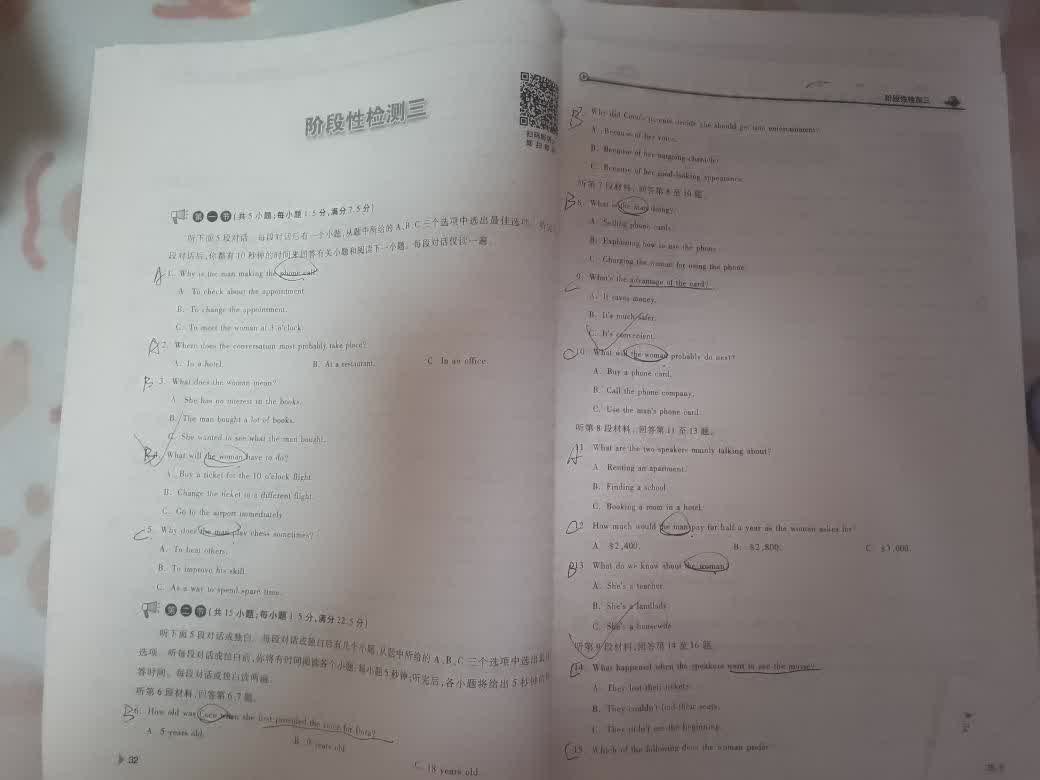 阶段性检测三
扫码听听力
第一节(共5小题;每小题1.5分,满分7.5分)
听下面5段对话。每段对话后有一个小题,从题中所给的A、B、C三个选项中选出最佳选项。听完
段对话后,你都有10秒钟的时间来回答有关小题和阅读下一小题。每段对话仅读一遍。
A 1. Why is the man making the phone call?
A. To check about the appointment.
B. To change the appointment.
C. To meet the woman at 3 o'clock.
A 2. Where does the conversation most probably take place?
A. In a hotel. B. At a restaurant. C. In an office.
B 3. What does the woman mean?
A. She has no interest in the books.
B. The man bought a lot of books.
C. She wanted to see what the man bought.
B 4. What will the woman have to do?
A. Buy a ticket for the 10 o'clock flight.
B. Change the ticket to a different flight.
C. Go to the airport immediately.
C 5. Why does the man play chess sometimes?
A. To beat others.
B. To improve his skill.
C. As a way to spend spare time.
第二节(共15小题;每小题1.5分,满分22.5分)
听下面5段对话或独白。每段对话或独白后有几个小题,从题中所给的A、B、C三个选项中选出最
选项。听每段对话或独白前,你将有时间阅读各个小题,每小题5秒钟;听完后,各小题将给出5秒钟的
答时间。每段对话或独白读两遍。
听第6段材料,回答第6、7题。
B 6. How old was when she first provided the voice for Dora?
A. 5 years old. B. 9 years old. C. 18 years old.
32
阶段性检测三
B Why did parents decide she should get into entertainment?
A. Because of her voice.
B. Because of her outgoing character.
C. Because of her good-looking appearance.
听第7段材料,回答第8至10题。
B 8. What is the man doing?
A. Selling phone cards.
B. Explaining how to use the phone.
C. Charging the woman for using the phone.
C 9. What's the advantage of the card?
A. It saves money.
B. It's much safer.
C. It's convenient.
C 10. What will the woman probably do next?
A. Buy a phone card.
B. Call the phone company.
C. Use the man's phone card.
听第8段材料,回答第11至13题。
A 11. What are the two speakers mainly talking about?
A. Renting an apartment.
B. Finding a school.
C. Booking a room in a hotel.
C 12. How much would the man pay for half a year as the woman asks for?
A. $2,400. B. $2,800. C. $3,000.
B 13. What do we know about the woman?
A. She's a teacher.
B. She's a landlady.
C. She's a housewife.
听第9段材料,回答第14至16题。
C 14. What happened when the speakers went to see the movie?
A. They lost their tickets.
B. They couldn't find their seats.
C. They didn't see the beginning.
C 15. Which of the following does the woman prefer?